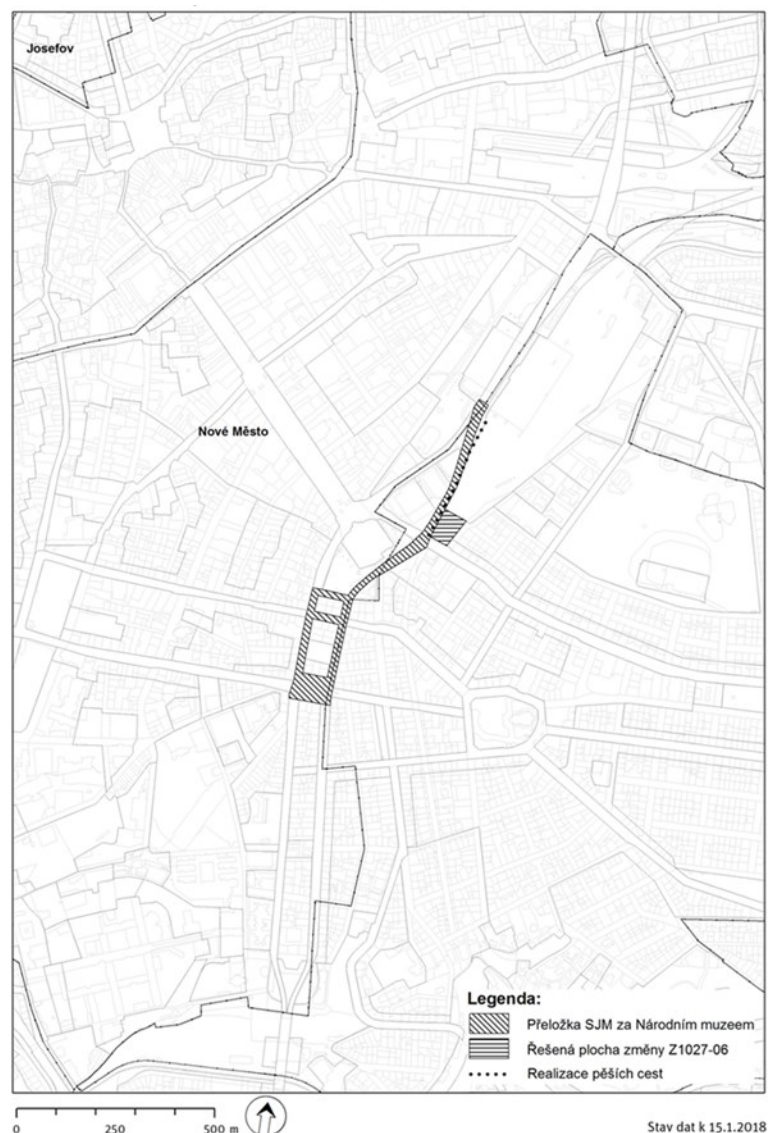 Josefov
Nové Město
Legenda:
Přeložka SJM za Národním muzeem
Řešená plocha změny Z1027-06
Realizace pěších cest
0 250 500 m
Stav dat k 15.1.2018